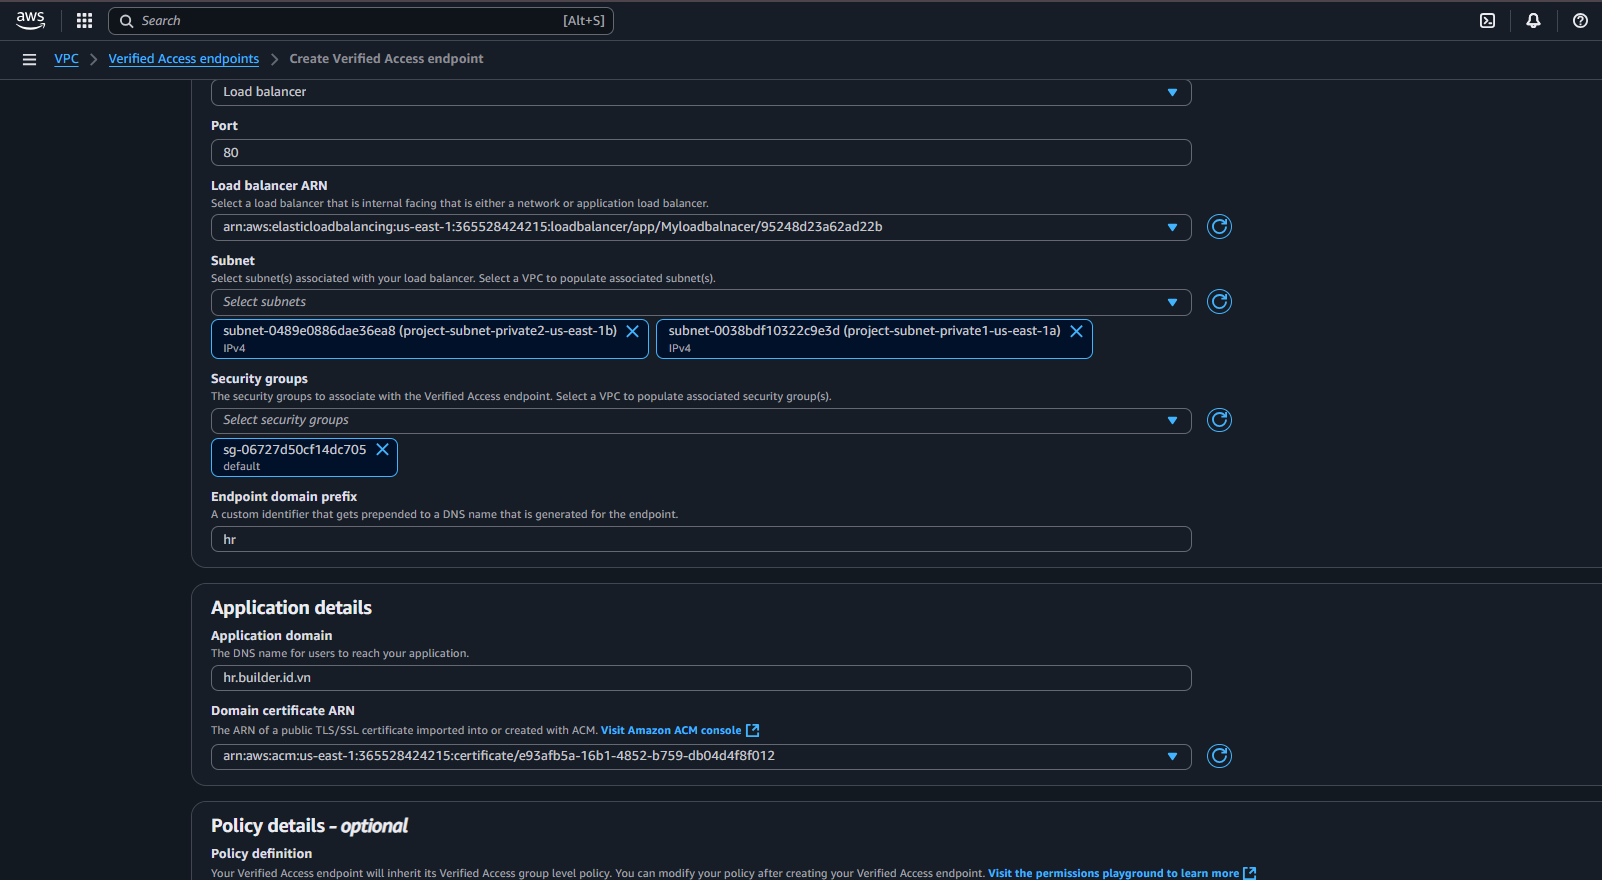 aws
Search [Alt+S]
VPC > Verified Access endpoints > Create Verified Access endpoint
Load balancer
Port
80
Load balancer ARN
Select a load balancer that is internal facing that is either a network or application load balancer.
arn:aws:elasticloadbalancing:us-east-1:365528424215:loadbalancer/app/Myloadbalnacer/95248d23a62ad22b
Subnet
Select subnet(s) associated with your load balancer. Select a VPC to populate associated subnet(s).
Select subnets
subnet-0489e0886dae36ea8 (project-subnet-private2-us-east-1b)
IPv4
subnet-0038bdf10322c9e3d (project-subnet-private1-us-east-1a)
IPv4
Security groups
The security groups to associate with the Verified Access endpoint. Select a VPC to populate associated security group(s).
Select security groups
sg-06727d50cf14dc705
default
Endpoint domain prefix
A custom identifier that gets prepended to a DNS name that is generated for the endpoint.
hr
Application details
Application domain
The DNS name for users to reach your application.
hr.builder.id.vn
Domain certificate ARN
The ARN of a public TLS/SSL certificate imported into or created with ACM. Visit Amazon ACM console
arn:aws:acm:us-east-1:365528424215:certificate/e93afb5a-16b1-4852-b759-db04d4f8f012
Policy details - optional
Policy definition
Your Verified Access endpoint will inherit its Verified Access group level policy. You can modify your policy after creating your Verified Access endpoint. Visit the permissions playground to learn more